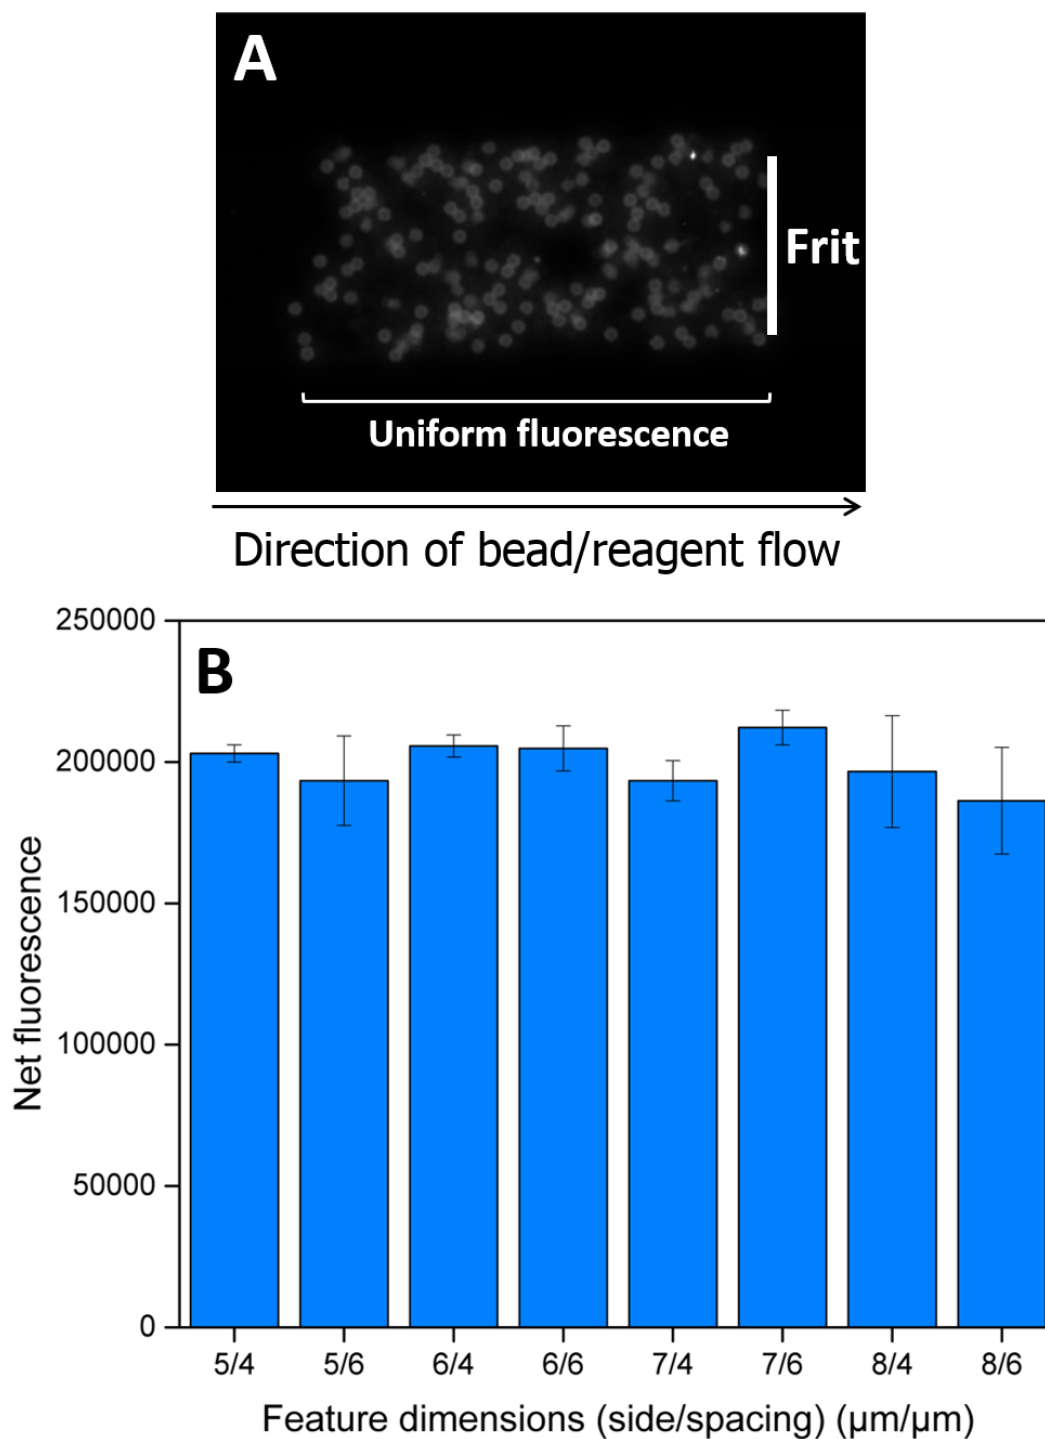 A
Frit
Uniform fluorescence
Direction of bead/reagent flow
B
Net fluorescence
250000
200000
150000
100000
50000
0
5/4 5/6 6/4 6/6 7/4 7/6 8/4 8/6
Feature dimensions (side/spacing) (μm/μm)